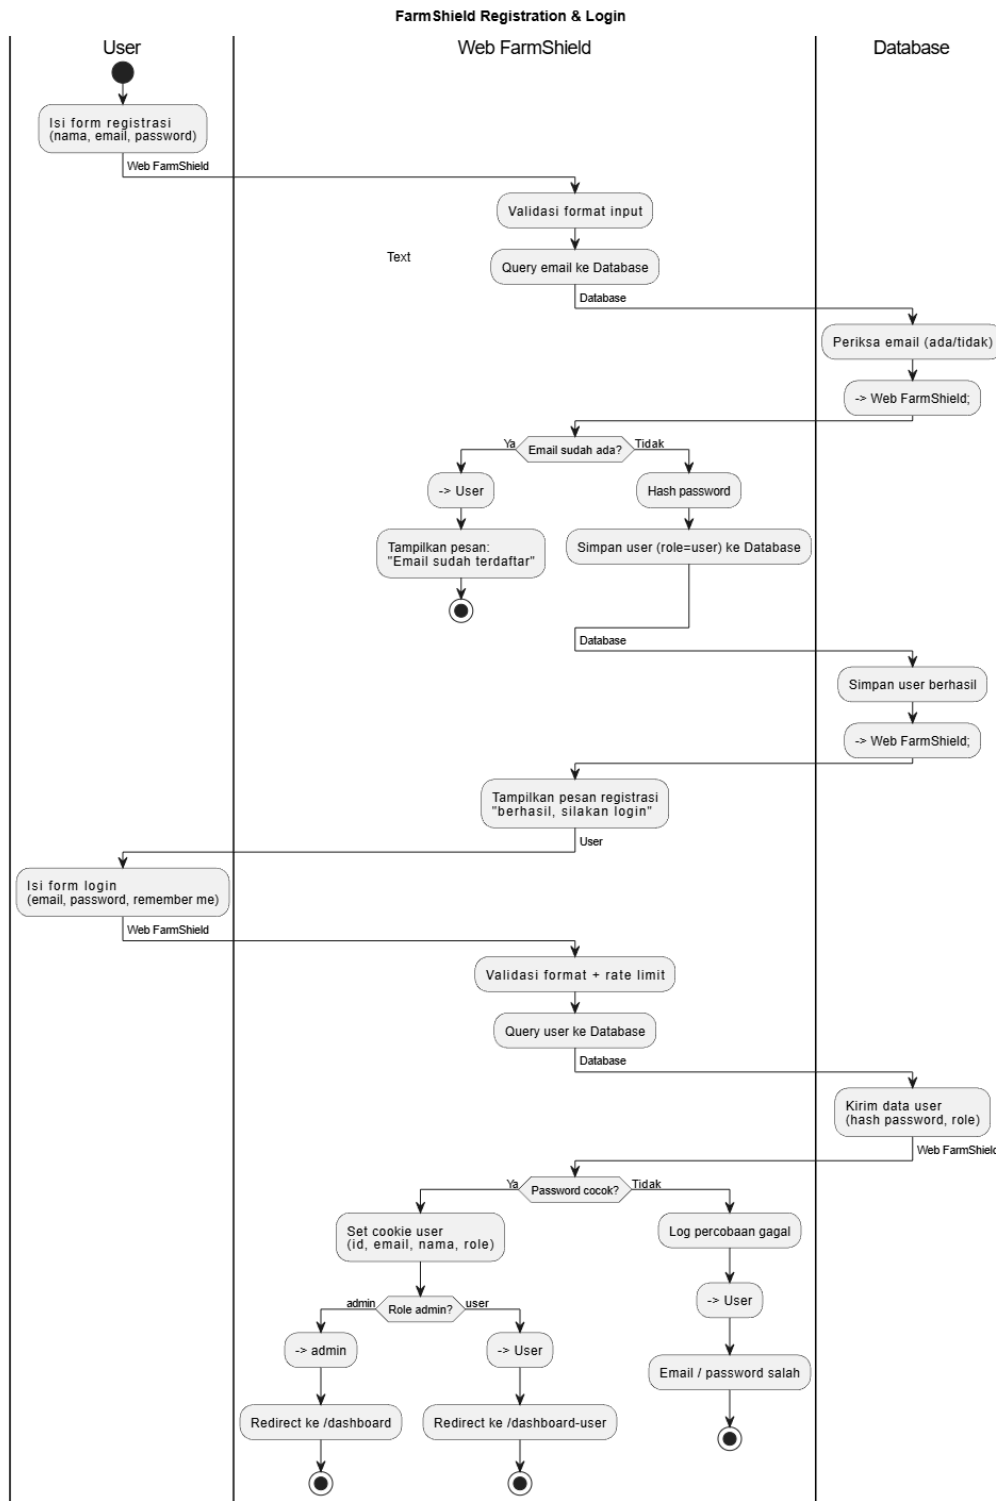 FarmShield Registration & Login
User
Web FarmShield
Database
Isi form registrasi
(nama, email, password)
Web FarmShield
Validasi format input
Text
Query email ke Database
Database
Periksa email (ada/tidak)
-> Web FarmShield;
Ya
Email sudah ada?
Tidak
-> User
Hash password
Tampilkan pesan:
"Email sudah terdaftar"
Simpan user (role=user) ke Database
Database
Simpan user berhasil
-> Web FarmShield;
Tampilkan pesan registrasi
"berhasil, silakan login"
User
Isi form login
(email, password, remember me)
Web FarmShield
Validasi format + rate limit
Query user ke Database
Database
Kirim data user
(hash password, role)
Web FarmShield
Ya
Password cocok?
Tidak
Set cookie user
(id, email, nama, role)
Log percobaan gagal
admin
Role admin?
user
-> User
-> admin
-> User
Email / password salah
Redirect ke /dashboard
Redirect ke /dashboard-user